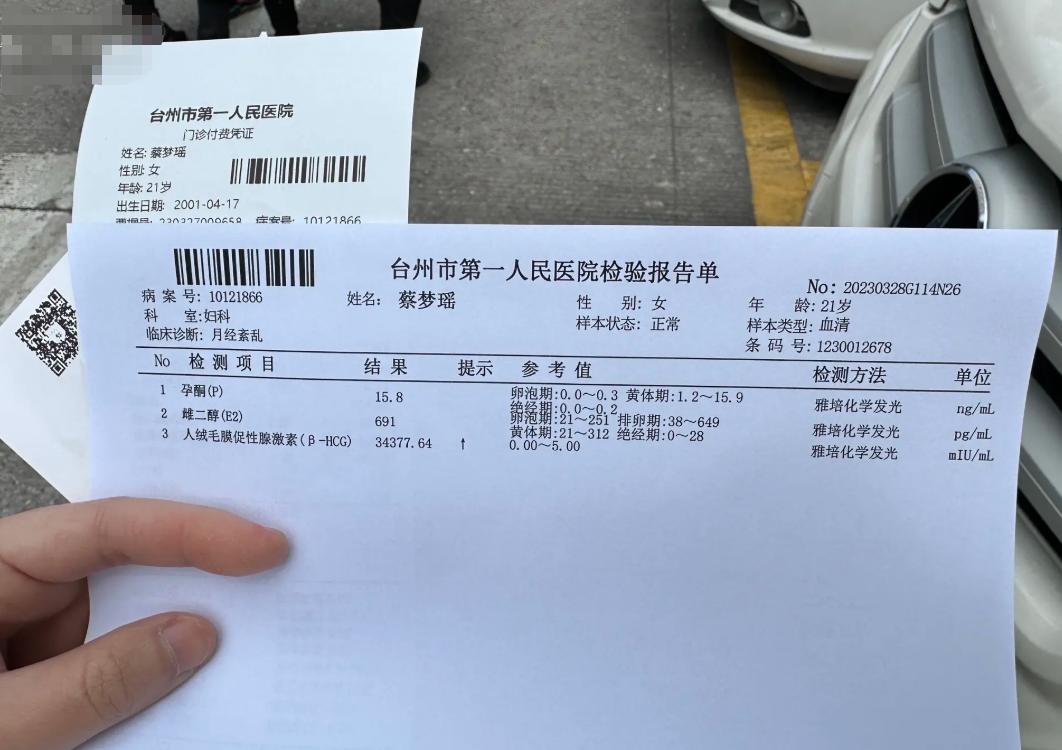 台州市第一人民医院
门诊付费凭证
姓名: 蔡梦瑶
性别: 女
年龄: 21岁
出生日期: 2001-04-17
票据号: 230327009658 病案号: 10121866
台州市第一人民医院检验报告单
No: 20230328G114N26
病 案 号: 10121866 姓名: 蔡梦瑶 性 别: 女 年 龄: 21岁
科 室: 妇科 样本状态: 正常 样本类型: 血清
临床诊断: 月经紊乱 条 码 号: 1230012678
No 检 测 项 目 结 果 提示 参 考 值 检测方法 单位
1 孕酮(P) 15.8 卵泡期:0.0~0.3 黄体期:1.2~15.9 雅培化学发光 ng/mL
绝经期:0.0~0.2
2 雌二醇(E2) 691 卵泡期:21~251 排卵期:38~649 雅培化学发光 pg/mL
黄体期:21~312 绝经期:0~28
3 人绒毛膜促性腺激素(β-HCG) 34377.64 ↑ 0.00~5.00 雅培化学发光 mIU/mL